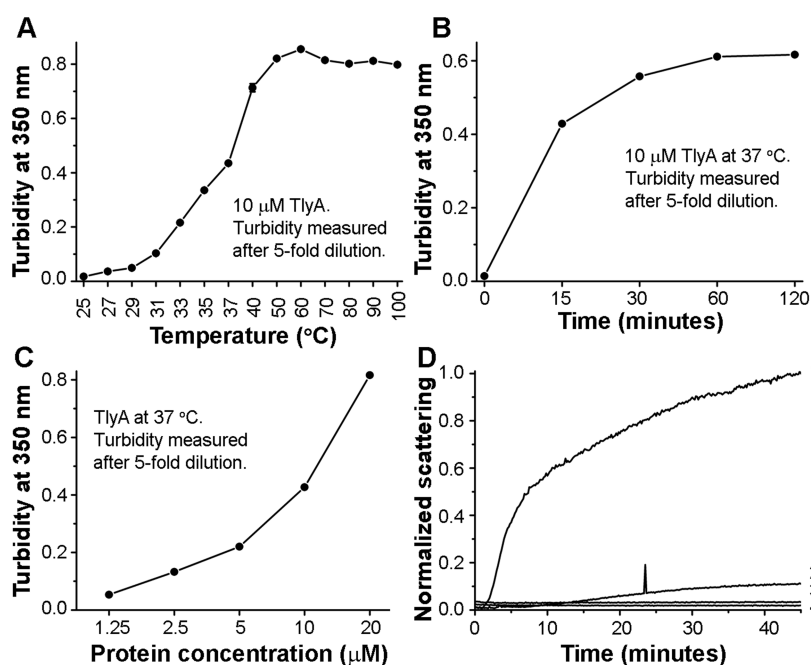 A
Turbidity at 350 nm
0.8
0.6
0.4
0.2
0.0
10 μM TlyA.
Turbidity measured
after 5-fold dilution.
25 27 29 31 33 35 37 40 50 60 70 80 90 100
Temperature (°C)
B
Turbidity at 350 nm
0.6
0.4
0.2
0.0
10 μM TlyA at 37 °C.
Turbidity measured
after 5-fold dilution.
0 15 30 60 120
Time (minutes)
C
Turbidity at 350 nm
0.8
0.6
0.4
0.2
0.0
TlyA at 37 °C.
Turbidity measured
after 5-fold dilution.
1.25 2.5 5 10 20
Protein concentration (μM)
D
Normalized scattering
1.0
0.8
0.6
0.4
0.2
0.0
0 10 20 30 40
Time (minutes)